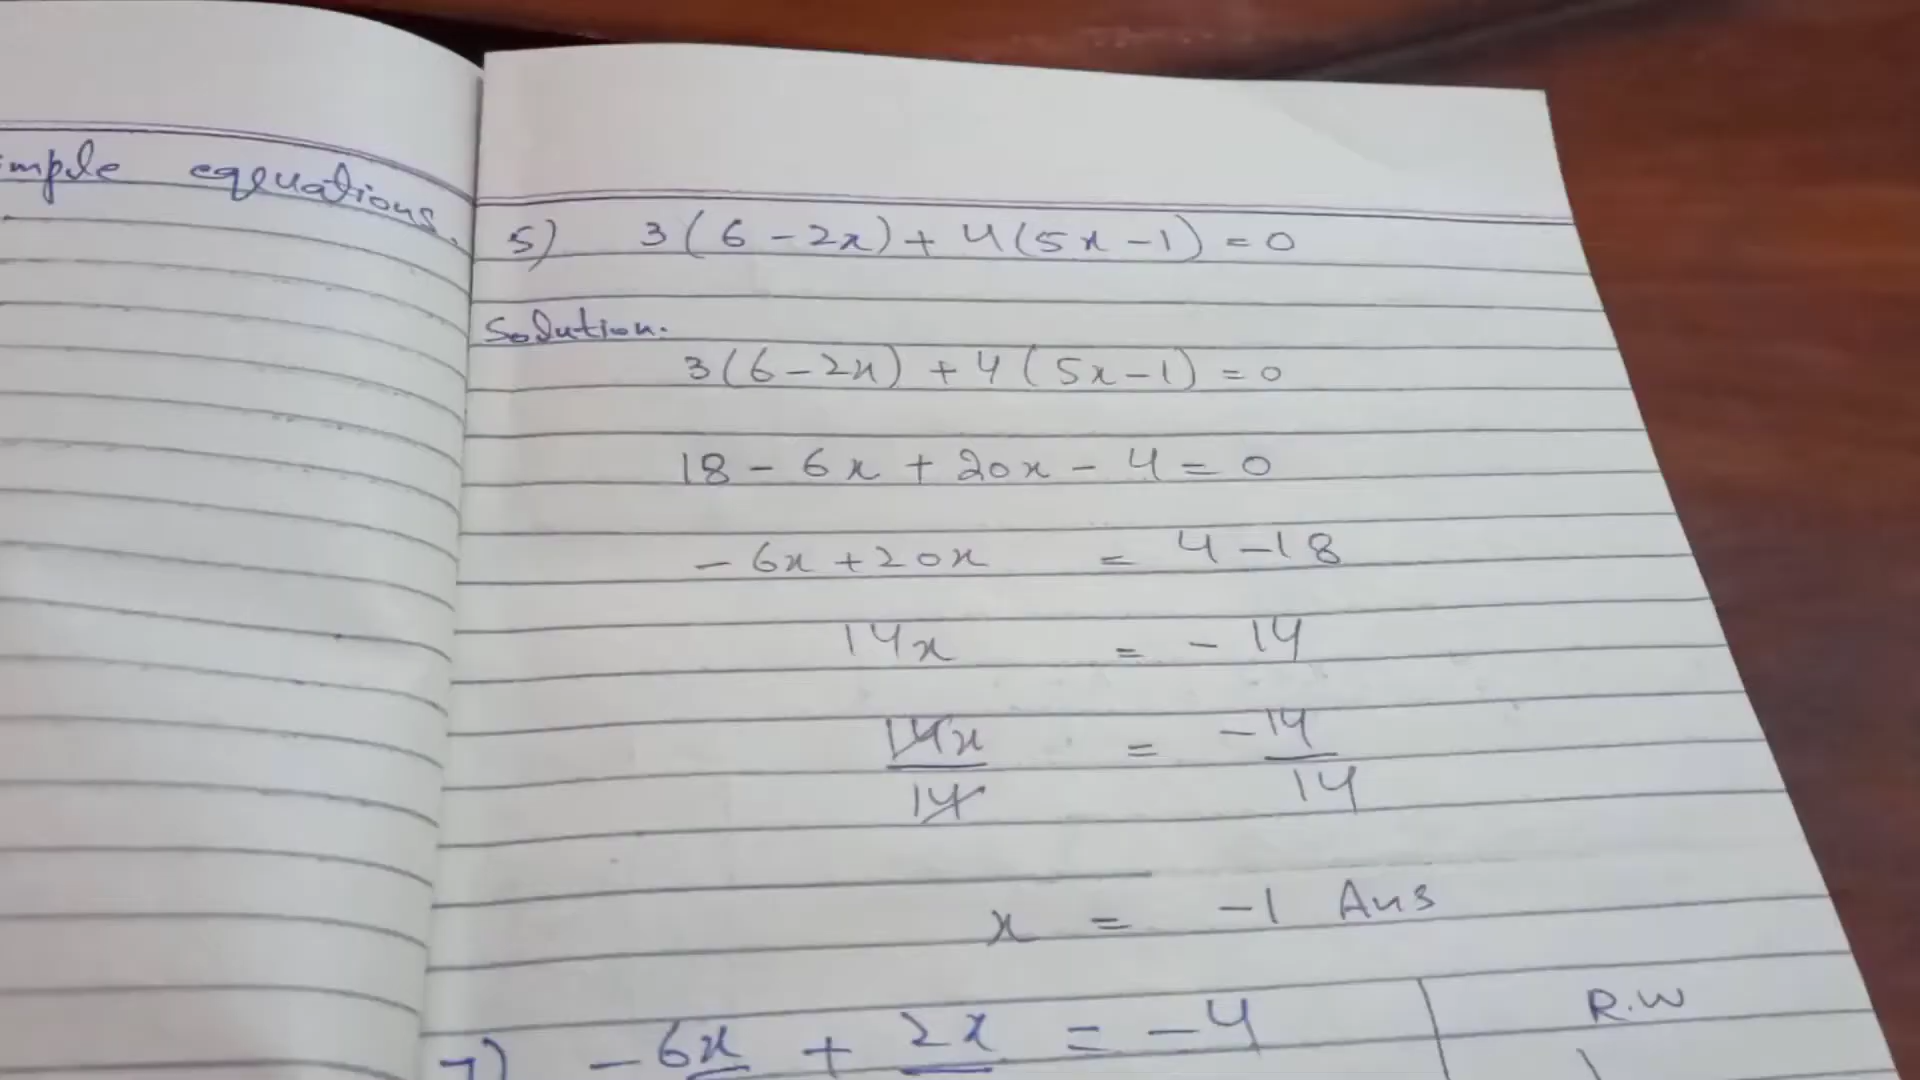 equations.
5) 3(6-2x)+4(5x-1)=0
Solution.
3(6-2x)+4(5x-1)=0
18-6x+20x-4=0
-6x+20x = 4-18
14x = -14
14x/14 = -14/14
x = -1 Ans
R.W
7) -6x + 2x = -4